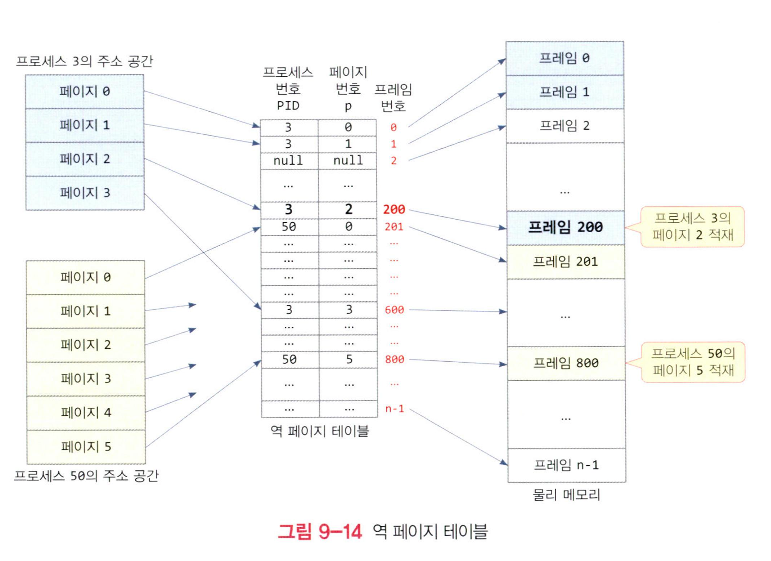 프로세스 3의 주소 공간
페이지 0
페이지 1
페이지 2
페이지 3
페이지 0
페이지 1
페이지 2
페이지 3
페이지 4
페이지 5
프로세스 50의 주소 공간
프로세스 페이지
번호 번호 프레임
PID p 번호
3 0 0
3 1 1
null null 2
... ...
3 2 200
50 0 201
... ... ...
... ... ...
... ... ...
... ... ...
3 3 600
... ... ...
... ... ...
50 5 800
... ... ...
... ... n-1
역 페이지 테이블
프레임 0
프레임 1
프레임 2
...
프레임 200
프레임 201
...
프레임 800
...
프레임 n-1
물리 메모리
프로세스 3의
페이지 2 적재
프로세스 50의
페이지 5 적재
그림 9-14 역 페이지 테이블